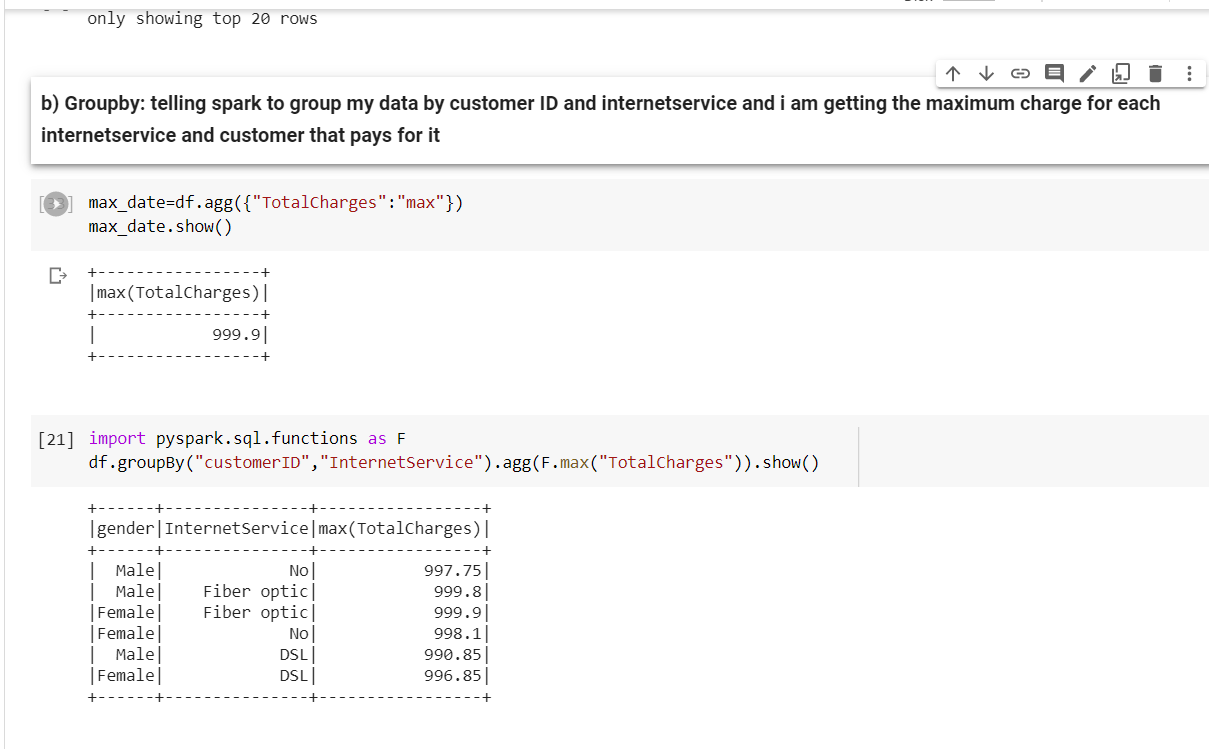 only showing top 20 rows
b) Groupby: telling spark to group my data by customer ID and internetservice and i am getting the maximum charge for each
internetservice and customer that pays for it
max_date=df.agg({"TotalCharges":"max"})
max_date.show()
+-----------------+
|max(TotalCharges)|
+-----------------+
|            999.9|
+-----------------+
[21] import pyspark.sql.functions as F
df.groupBy("customerID","InternetService").agg(F.max("TotalCharges")).show()
+------+---------------+-----------------+
|gender|InternetService|max(TotalCharges)|
+------+---------------+-----------------+
|  Male|             No|           997.75|
|  Male|    Fiber optic|            999.8|
|Female|    Fiber optic|            999.9|
|Female|             No|            998.1|
|  Male|            DSL|           990.85|
|Female|            DSL|           996.85|
+------+---------------+-----------------+